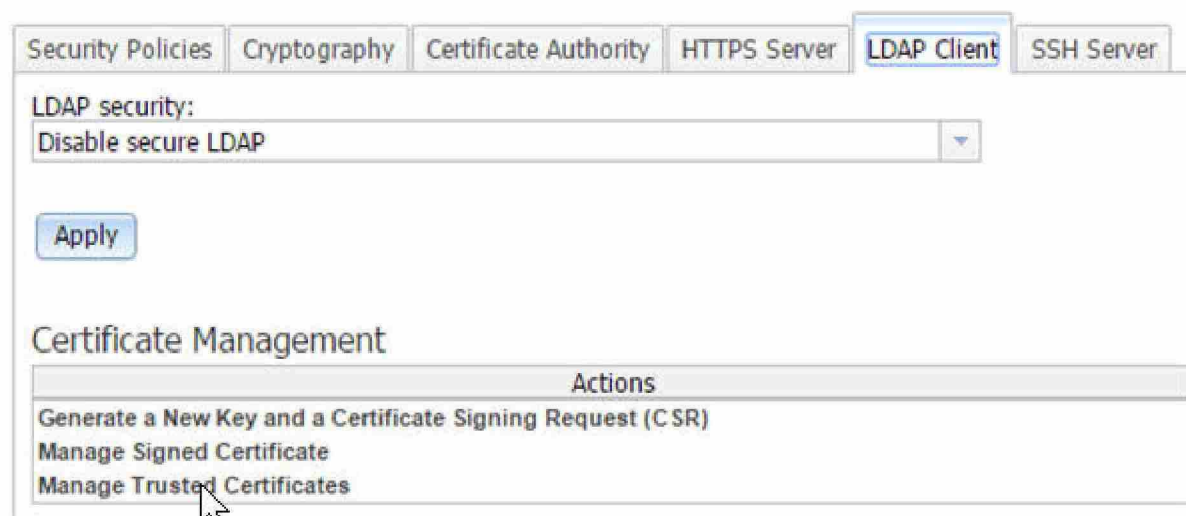 Security Policies Cryptography Certificate Authority HTTPS Server LDAP Client SSH Server
LDAP security:
Disable secure LDAP
Apply
Certificate Management
Actions
Generate a New Key and a Certificate Signing Request (CSR)
Manage Signed Certificate
Manage Trusted Certificates